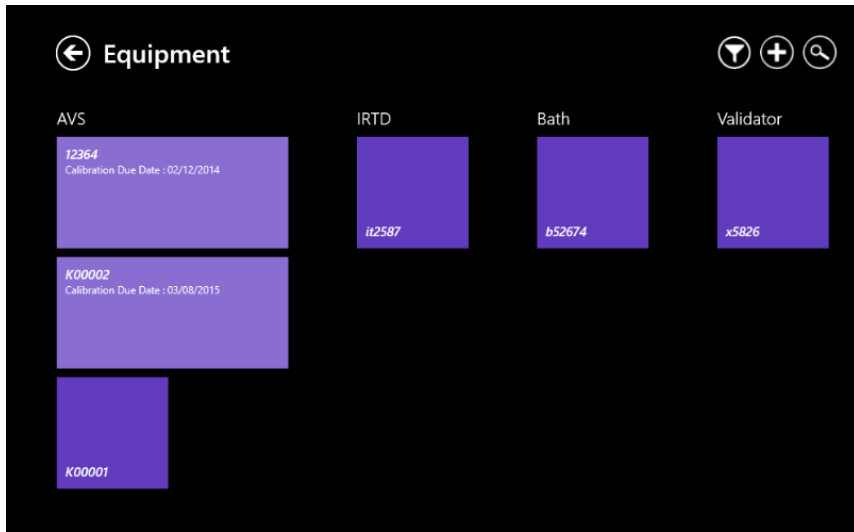 Equipment
AVS
IRTD
Bath
Validator
12364
Calibration Due Date : 02/12/2014
it2587
b52674
x5826
K00002
Calibration Due Date : 03/08/2015
K00001